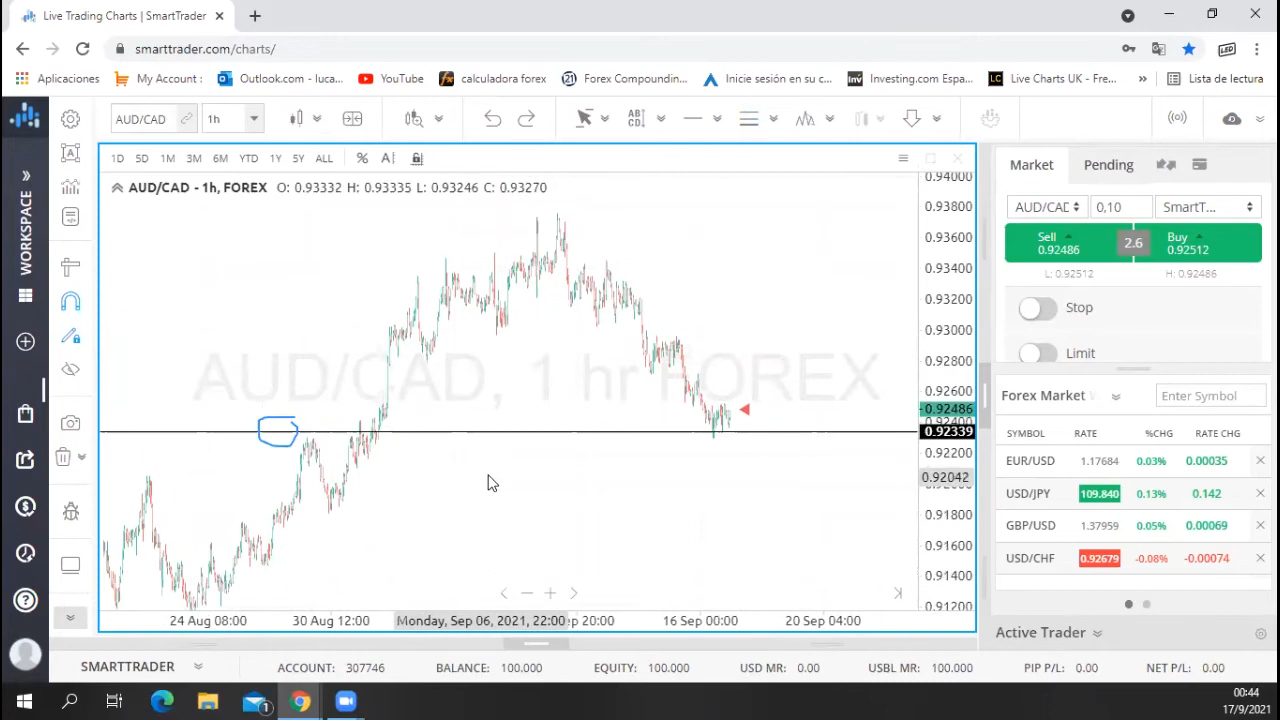 Live Trading Charts | SmartTrader
smarttrader.com/charts/
Aplicaciones My Account : Outlook.com - luca... YouTube calculadora forex Forex Compoundin... Inicie sesión en su c... Investing.com Espa... Live Charts UK - Fre... » Lista de lectura
AUD/CAD 1h
1D 5D 1M 3M 6M YTD 1Y 5Y ALL %
AUD/CAD - 1h, FOREX O: 0.93332 H: 0.93335 L: 0.93246 C: 0.93270
AUD/CAD, 1 hr FOREX
WORKSPACE
0.94000
0.93800
0.93600
0.93400
0.93200
0.93000
0.92800
0.92600
0.92486
0.92400
0.92339
0.92200
0.92042
0.91800
0.91600
0.91400
0.91200
24 Aug 08:00 30 Aug 12:00 Monday, Sep 06, 2021, 22:00 20:00 16 Sep 00:00 20 Sep 04:00
Market Pending
AUD/CAD 0,10 SmartT...
Sell 2.6 Buy
0.92486 0.92512
L: 0.92512 H: 0.92486
Stop
Limit
Forex Market Enter Symbol
SYMBOL RATE %CHG RATE CHG
EUR/USD 1.17684 0.03% 0.00035
USD/JPY 109.840 0.13% 0.142
GBP/USD 1.37959 0.05% 0.00069
USD/CHF 0.92679 -0.08% -0.00074
Active Trader
SMARTTRADER ACCOUNT: 307746 BALANCE: 100.000 EQUITY: 100.000 USD MR: 0.00 USBL MR: 100.000 PIP P/L: 0.00 NET P/L: 0.00
00:44
17/9/2021